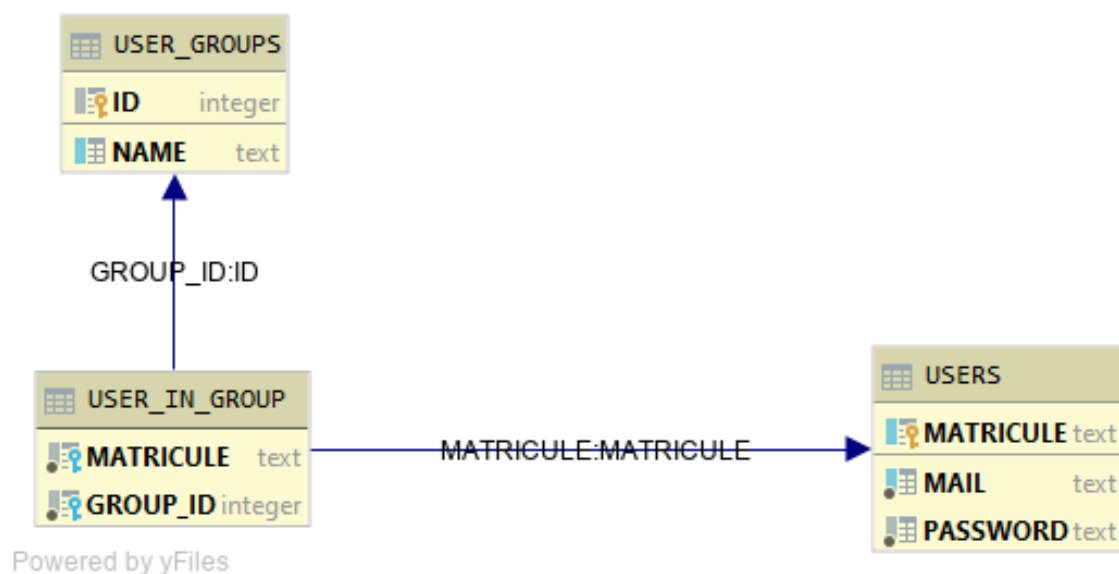 USER_GROUPS
ID integer
NAME text
GROUP_ID:ID
USER_IN_GROUP
MATRICULE text
GROUP_ID integer
MATRICULE:MATRICULE
USERS
MATRICULE text
MAIL text
PASSWORD text
Powered by yFiles